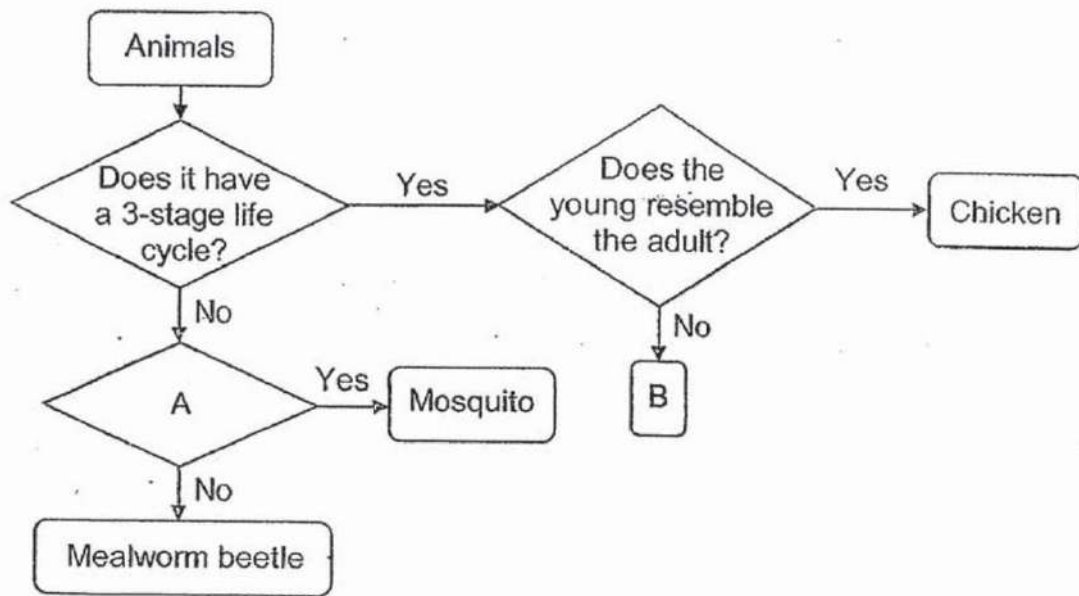 Animals
Does it have
a 3-stage life
cycle?
Yes
Does the
young resemble
the adult?
Yes
Chicken
No
No
A
Yes
Mosquito
B
No
Mealworm beetle